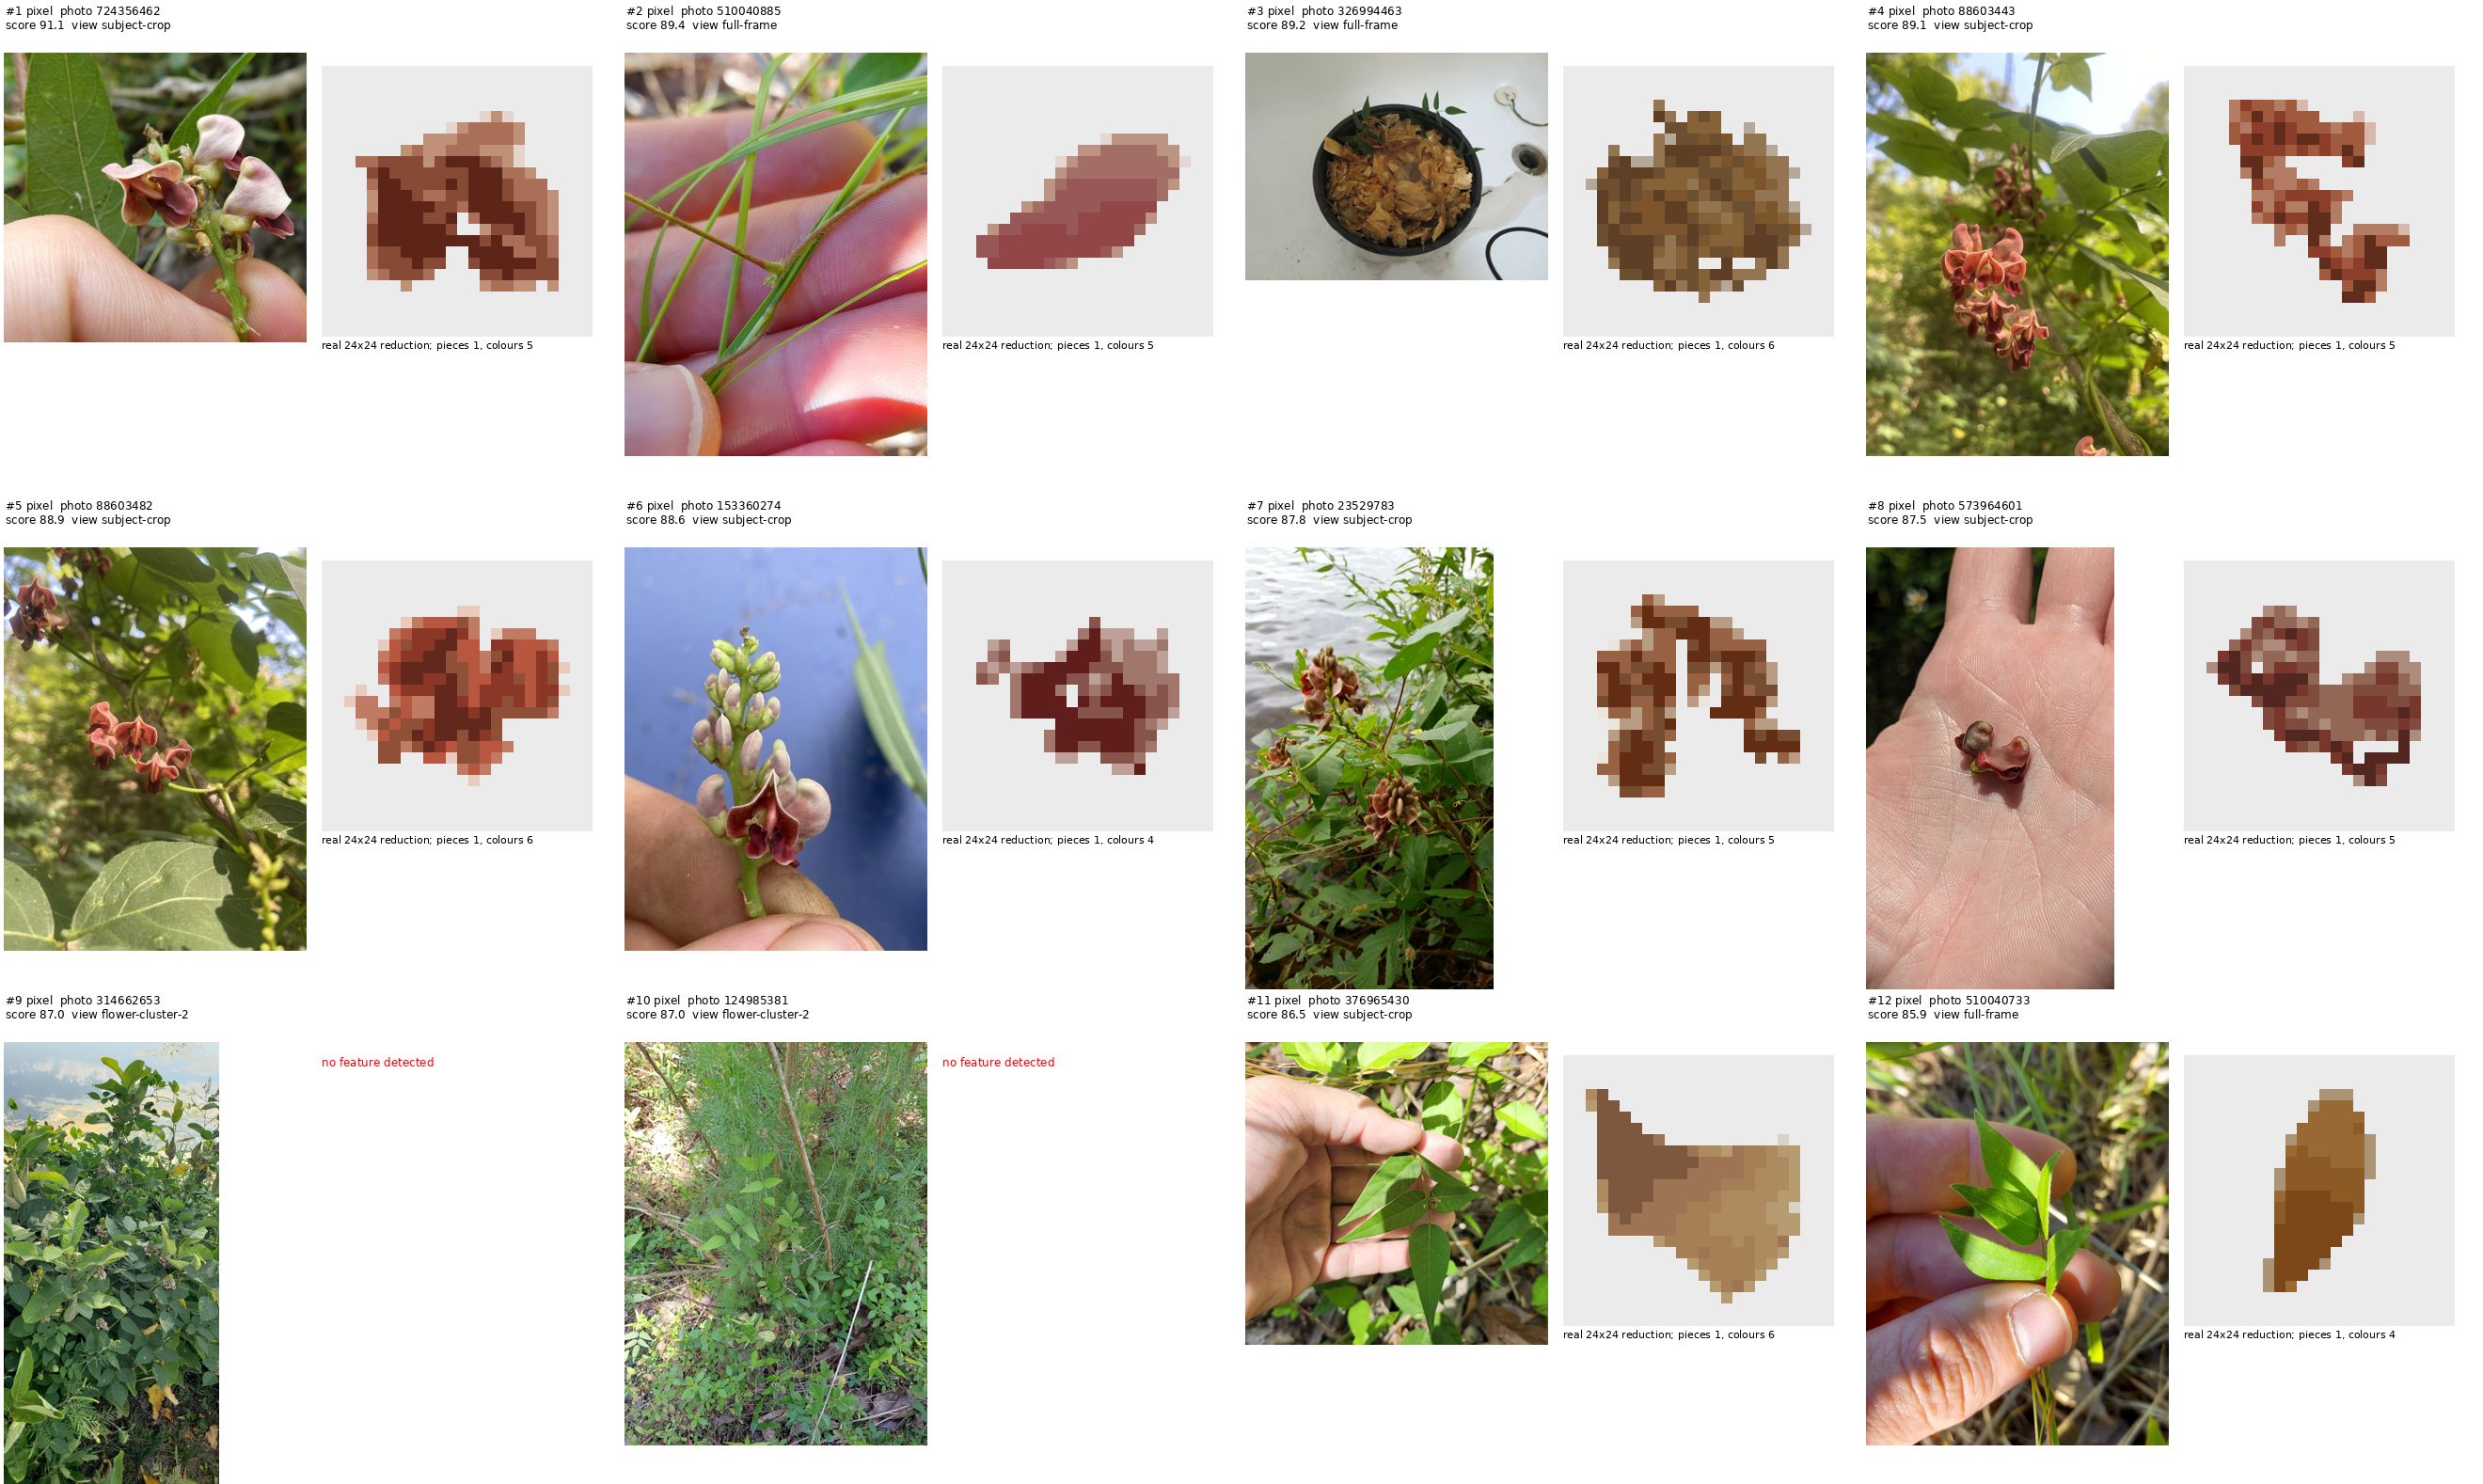 #1 pixel  photo 724356462
score 91.1  view subject-crop
real 24x24 reduction; pieces 1, colours 5
#2 pixel  photo 510040885
score 89.4  view full-frame
real 24x24 reduction; pieces 1, colours 5
#3 pixel  photo 326994463
score 89.2  view full-frame
real 24x24 reduction; pieces 1, colours 6
#4 pixel  photo 88603443
score 89.1  view subject-crop
real 24x24 reduction; pieces 1, colours 5
#5 pixel  photo 88603482
score 88.9  view subject-crop
real 24x24 reduction; pieces 1, colours 6
#6 pixel  photo 153360274
score 88.6  view subject-crop
real 24x24 reduction; pieces 1, colours 4
#7 pixel  photo 23529783
score 87.8  view subject-crop
real 24x24 reduction; pieces 1, colours 5
#8 pixel  photo 573964601
score 87.5  view subject-crop
real 24x24 reduction; pieces 1, colours 5
#9 pixel  photo 314662653
score 87.0  view flower-cluster-2
no feature detected
#10 pixel  photo 124985381
score 87.0  view flower-cluster-2
no feature detected
#11 pixel  photo 376965430
score 86.5  view subject-crop
real 24x24 reduction; pieces 1, colours 6
#12 pixel  photo 510040733
score 85.9  view full-frame
real 24x24 reduction; pieces 1, colours 4